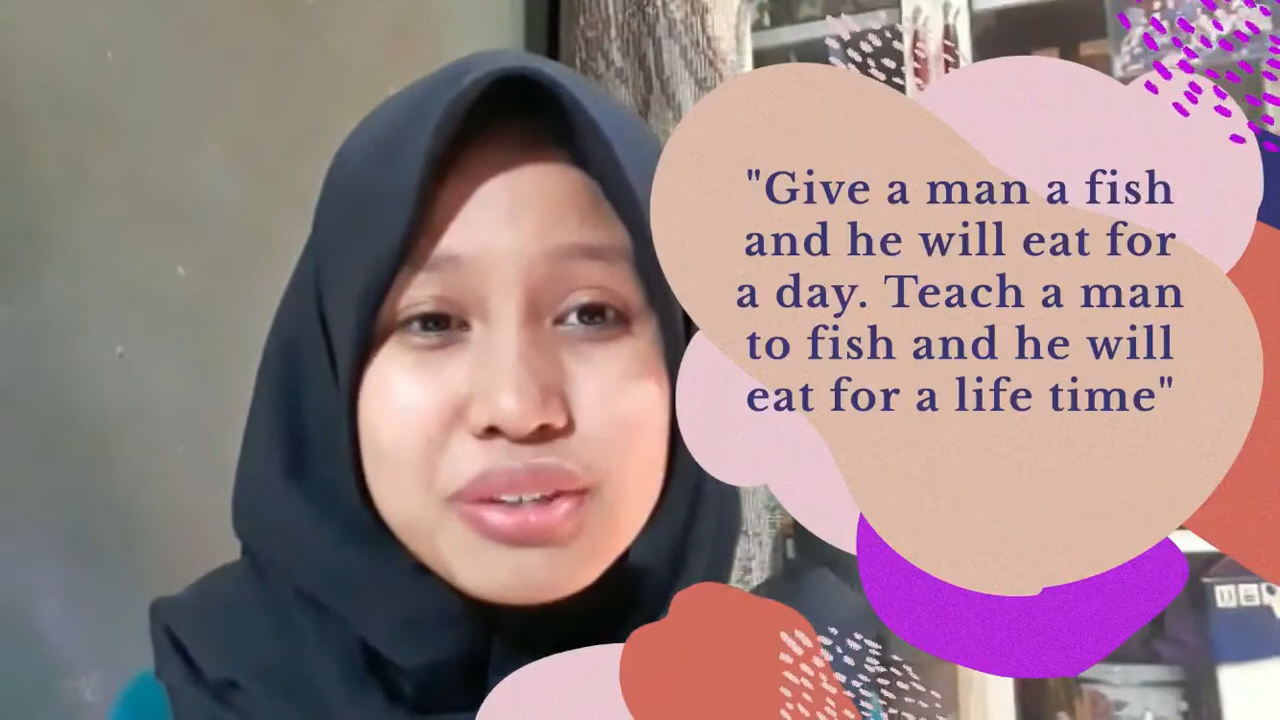 "Give a man a fish
and he will eat for
a day. Teach a man
to fish and he will
eat for a life time"